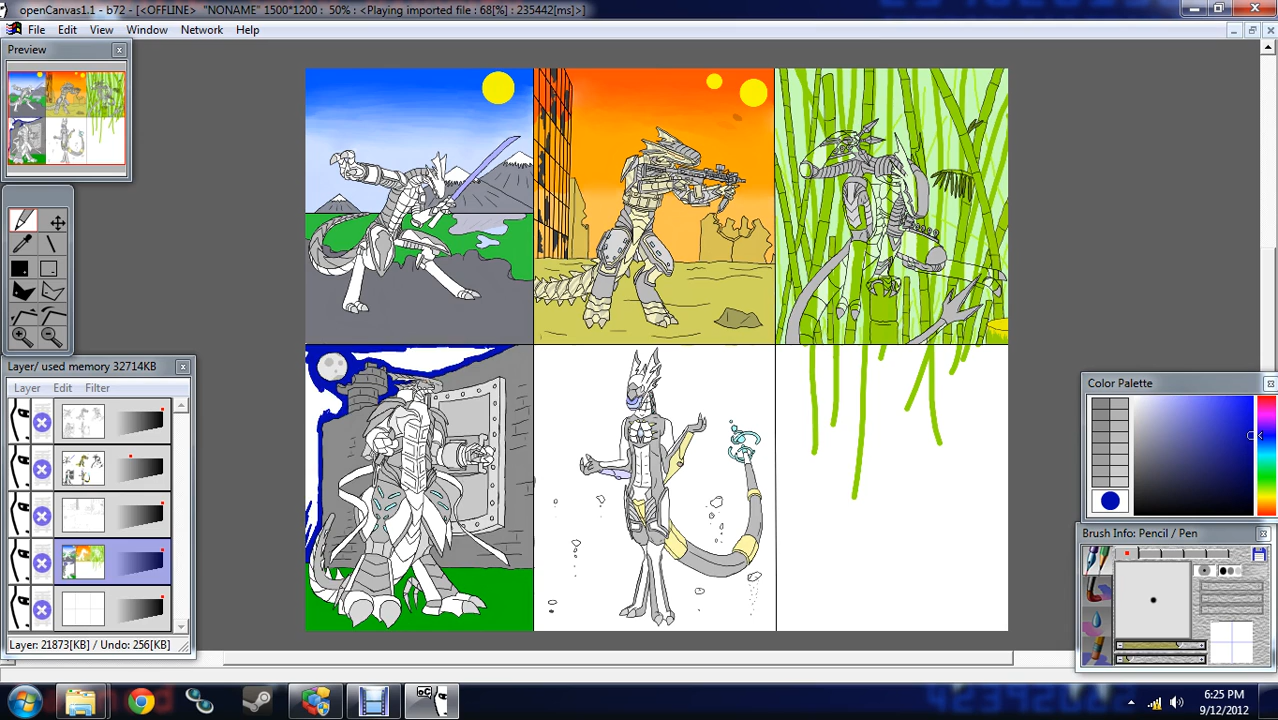 openCanvas1.1 - b72 - [<OFFLINE> "NONAME" 1500*1200 : 50% : <Playing imported file : 68[%] : 235442[ms]>]
File Edit View Window Network Help
Preview
Layer/ used memory 32714KB
Layer Edit Filter
Layer: 21873[KB] / Undo: 256[KB]
Color Palette
Brush Info: Pencil / Pen
oC
6:25 PM
9/12/2012